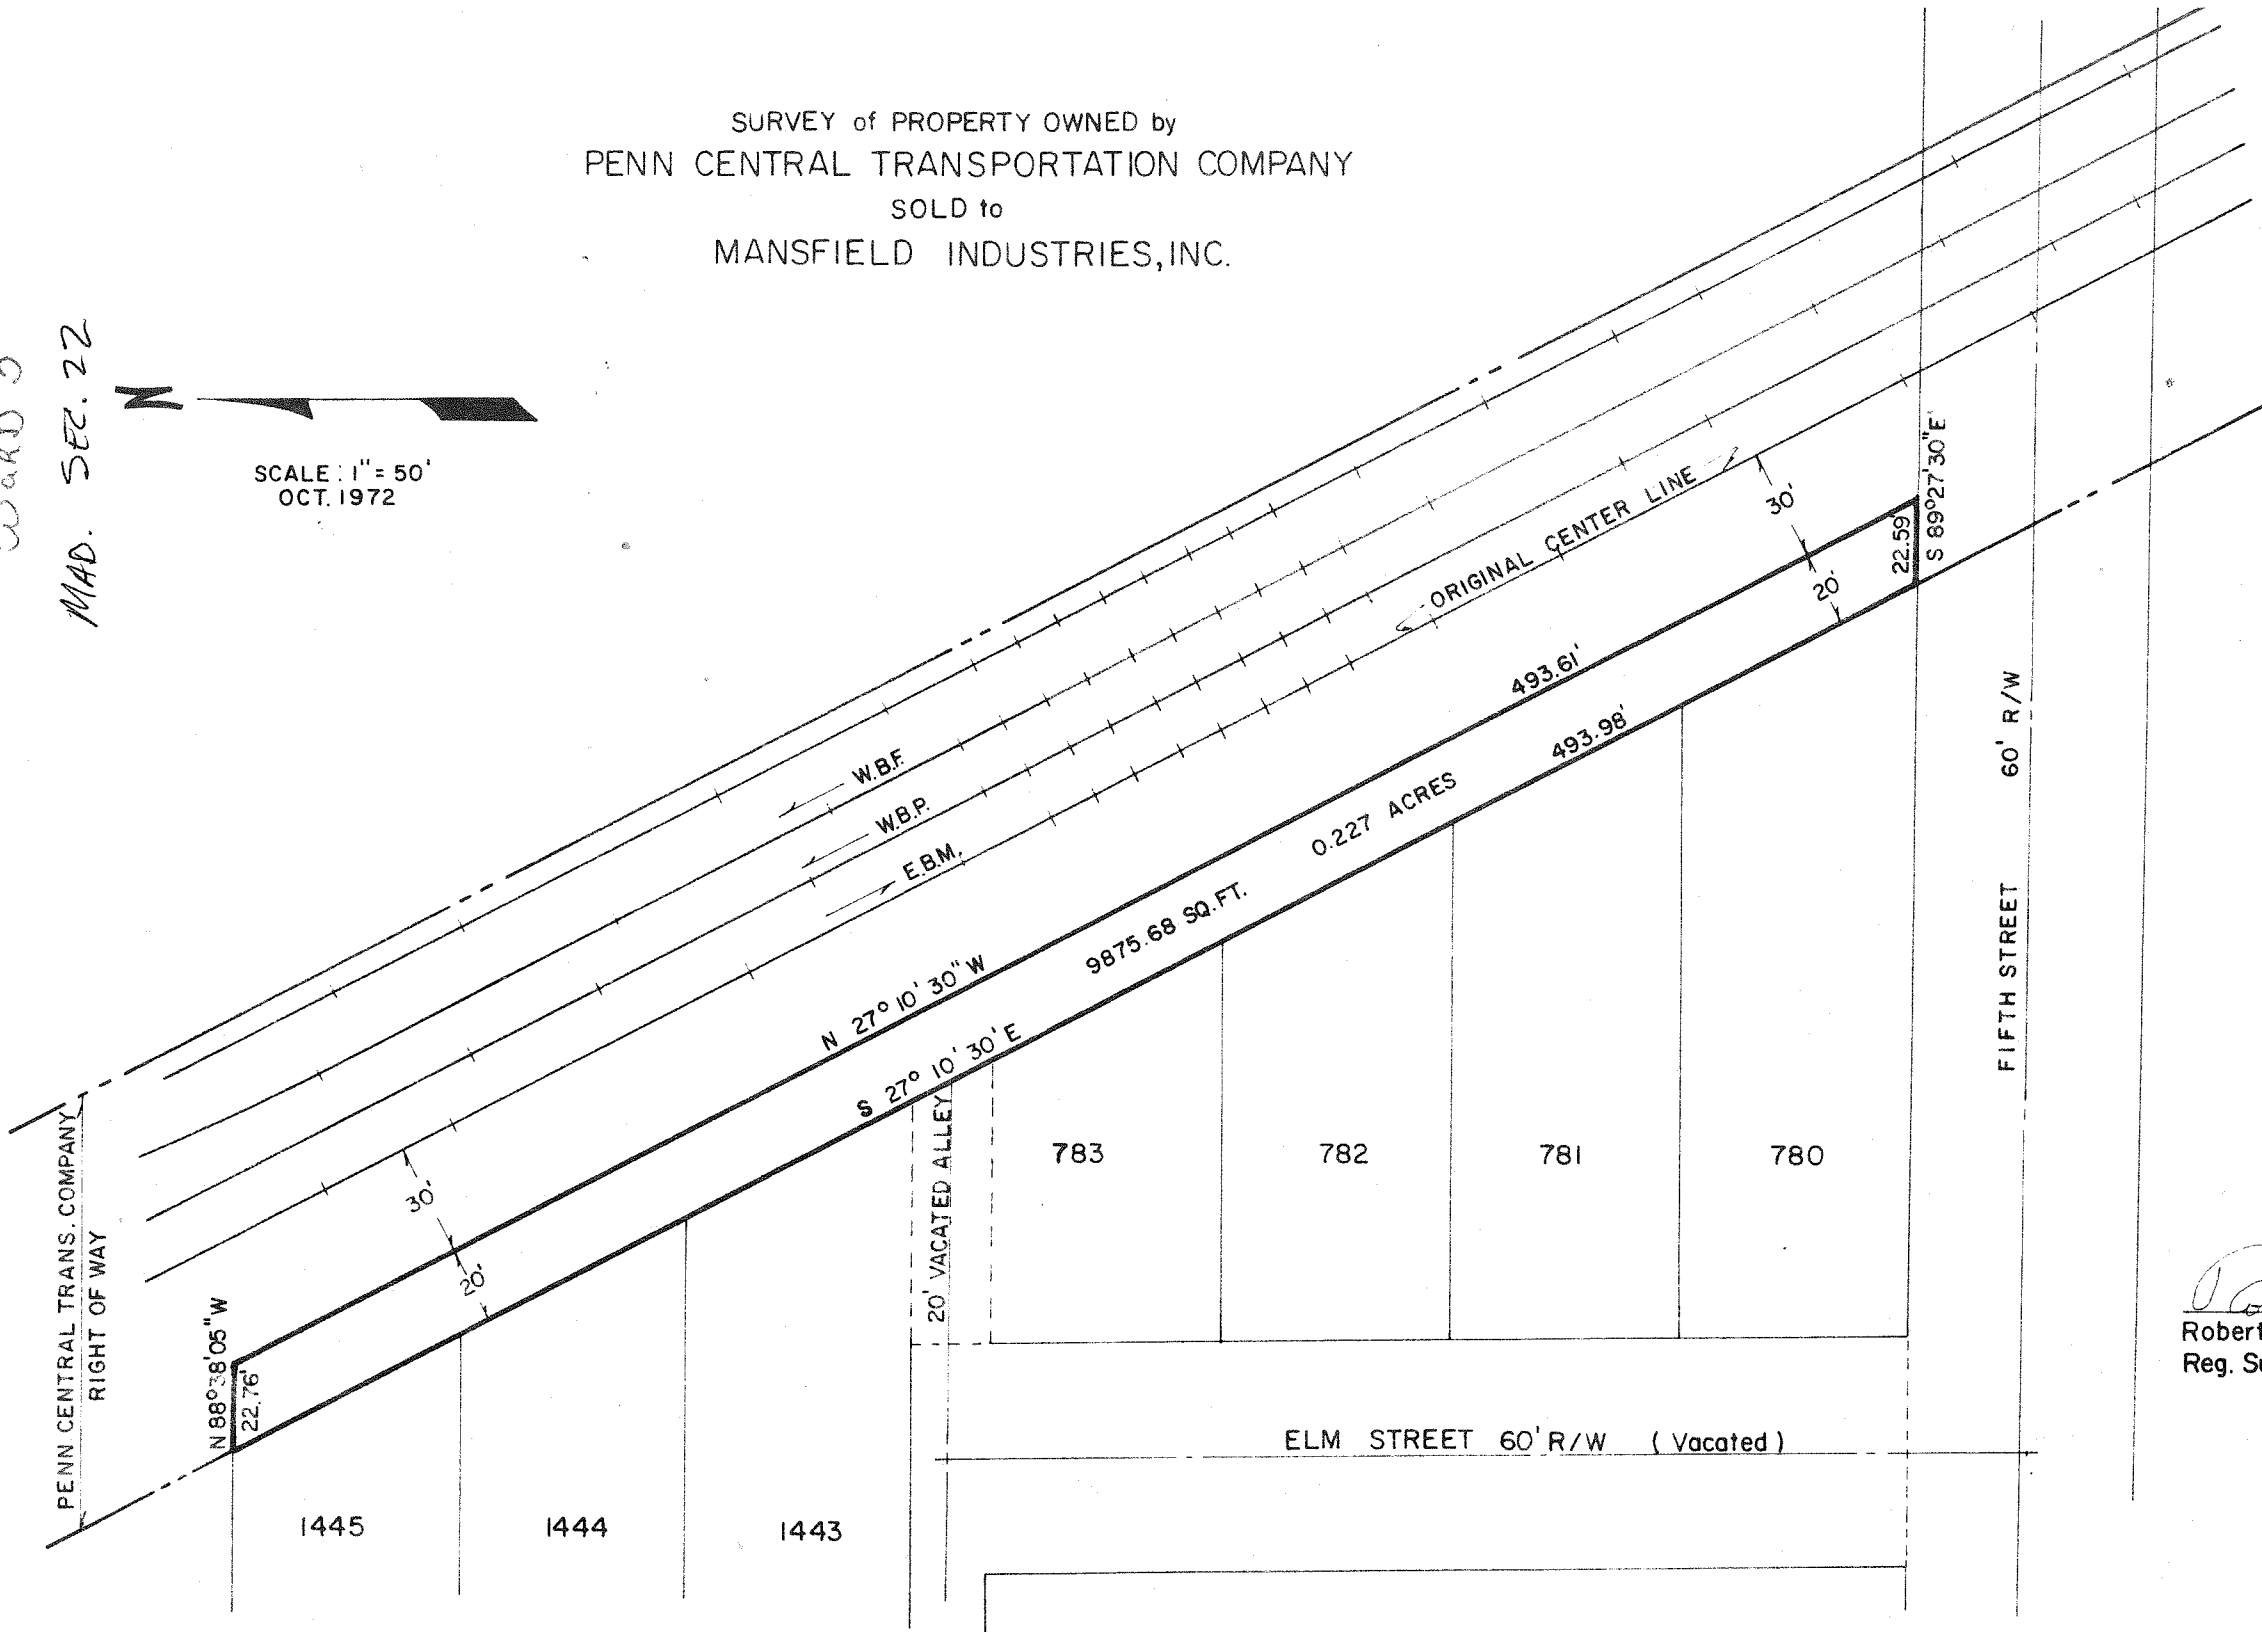 SURVEY of PROPERTY OWNED by
PENN CENTRAL TRANSPORTATION COMPANY
SOLD to
MANSFIELD INDUSTRIES, INC.
MAD. SEC. 22
N
SCALE: 1" = 50'
OCT. 1972
ORIGINAL CENTER LINE
30'
20'
22.59'
S 89° 27' 30" E
W.B.F.
W.B.P.
E.B.M.
493.61'
493.98'
0.227 ACRES
9875.68 SQ. FT.
N 27° 10' 30" W
S 27° 10' 30' E
60' R/W
FIFTH STREET
PENN CENTRAL TRANS. COMPANY
RIGHT OF WAY
30'
20'
N 88° 38' 05" W
22.76'
20' VACATED ALLEY
783
782
781
780
Robert
Reg.
ELM STREET 60' R/W (Vacated)
1445
1444
1443